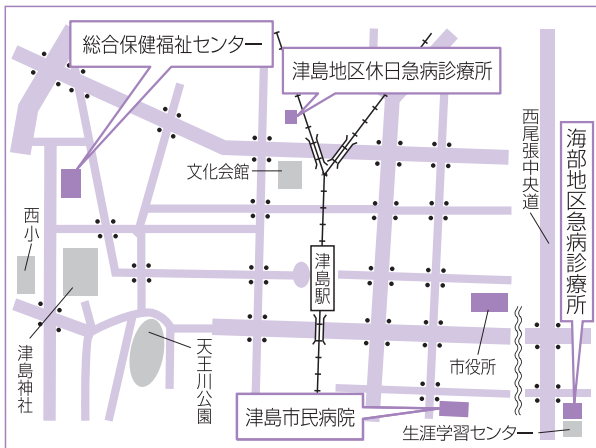 総合保健福祉センター
津島地区休日急病診療所
西尾張中央道
海部地区急病診療所
文化会館
西小
津島駅
市役所
津島神社
天王川公園
津島市民病院
生涯学習センター